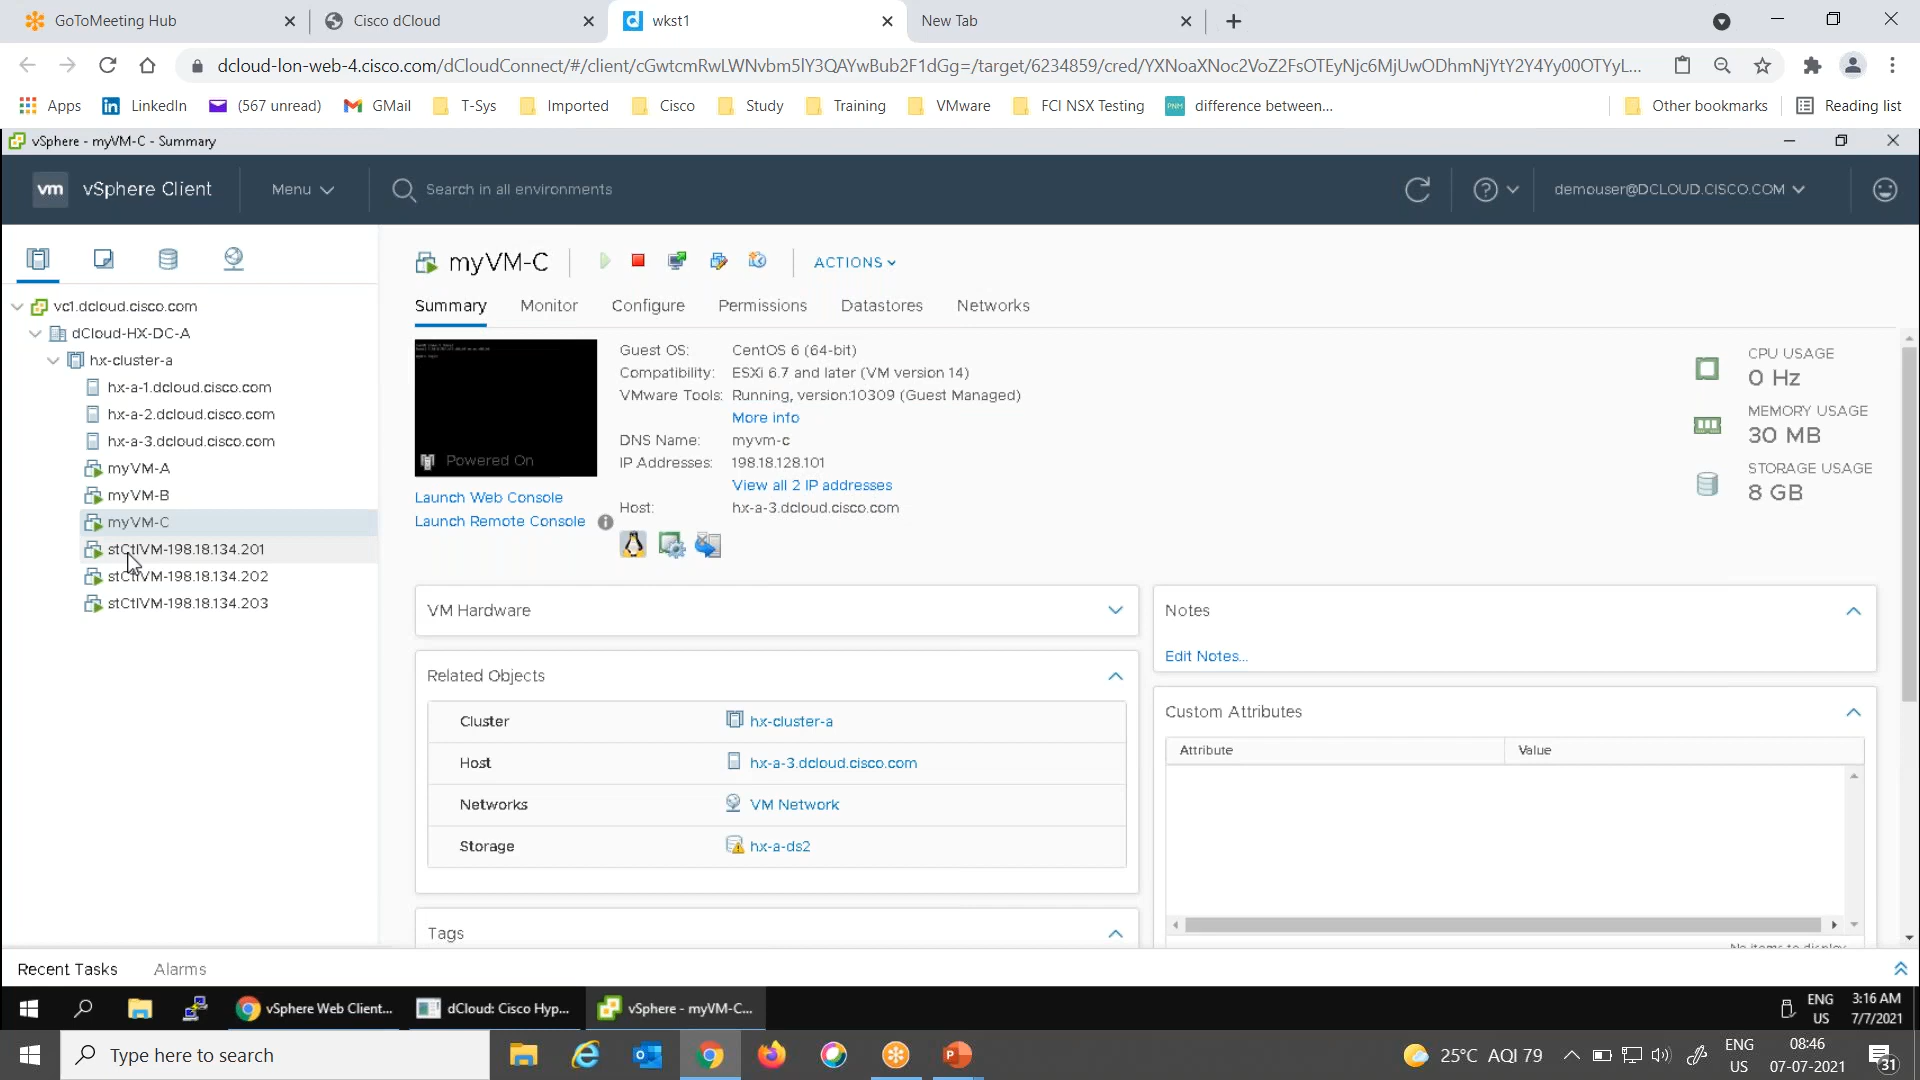 GoToMeeting Hub
Cisco dCloud
wkst1
New Tab
dcloud-lon-web-4.cisco.com/dCloudConnect/#/client/cGwtcmRwLWNvbm5lY3QAYwBub2F1dGg=/target/6234859/cred/YXNoaXNoc2VoZ2FsOTEyNjc6MjUwODhmNjYtY2Y4Yy00OTYyL...
Apps
LinkedIn
(567 unread)
GMail
T-Sys
Imported
Cisco
Study
Training
VMware
FCI NSX Testing
PNM
difference between...
Other bookmarks
Reading list
vSphere - myVM-C - Summary
vm vSphere Client
Menu
Search in all environments
demouser@DCLOUD.CISCO.COM
vc1.dcloud.cisco.com
dCloud-HX-DC-A
hx-cluster-a
hx-a-1.dcloud.cisco.com
hx-a-2.dcloud.cisco.com
hx-a-3.dcloud.cisco.com
myVM-A
myVM-B
myVM-C
stCtlVM-198.18.134.201
stCtlVM-198.18.134.202
stCtlVM-198.18.134.203
myVM-C
ACTIONS
Summary
Monitor
Configure
Permissions
Datastores
Networks
Powered On
Launch Web Console
Launch Remote Console
Guest OS: CentOS 6 (64-bit)
Compatibility: ESXi 6.7 and later (VM version 14)
VMware Tools: Running, version:10309 (Guest Managed)
More info
DNS Name: myvm-c
IP Addresses: 198.18.128.101
View all 2 IP addresses
Host: hx-a-3.dcloud.cisco.com
CPU USAGE
0 Hz
MEMORY USAGE
30 MB
STORAGE USAGE
8 GB
VM Hardware
Related Objects
Cluster hx-cluster-a
Host hx-a-3.dcloud.cisco.com
Networks VM Network
Storage hx-a-ds2
Tags
Notes
Edit Notes...
Custom Attributes
Attribute Value
No items to display
Recent Tasks
Alarms
vSphere Web Client...
dCloud: Cisco Hyp...
vSphere - myVM-C...
ENG
US
3:16 AM
7/7/2021
Type here to search
25°C AQI 79
ENG
US
08:46
07-07-2021
31